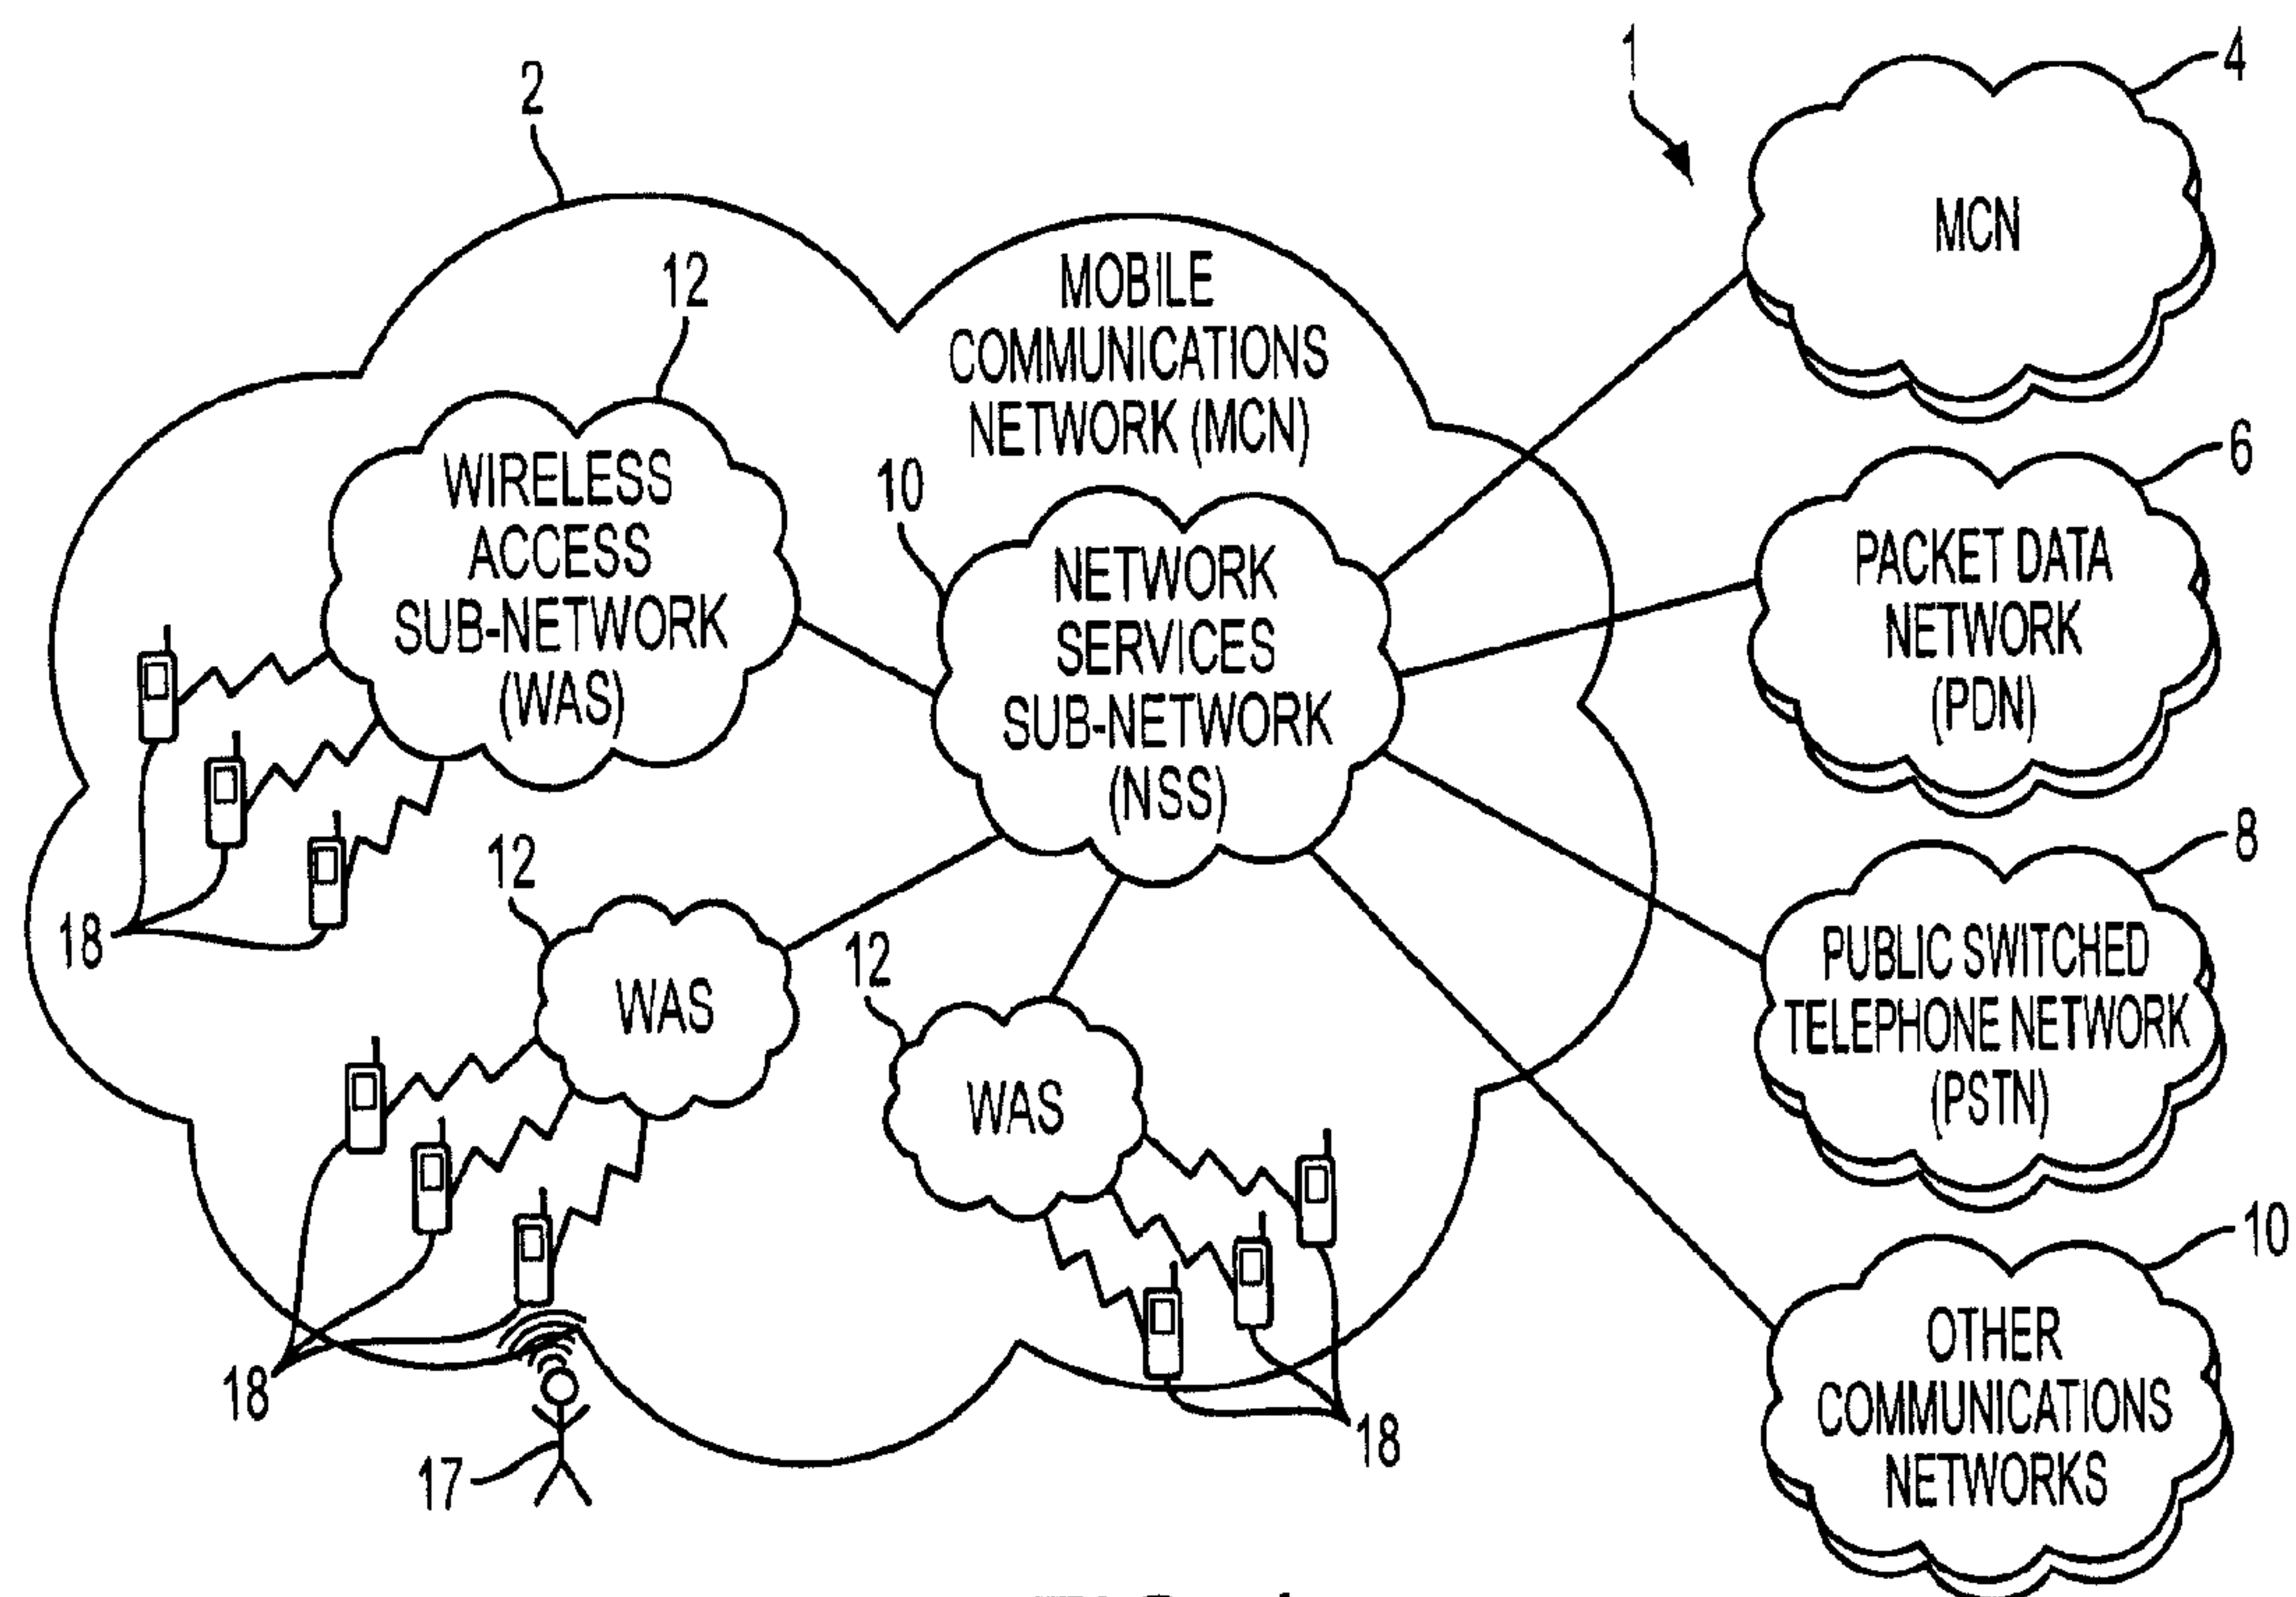 1
4
2
MCN
12
MOBILE
COMMUNICATIONS
NETWORK (MCN)
6
10
WIRELESS
ACCESS
SUB-NETWORK
(WAS)
NETWORK
SERVICES
SUB-NETWORK
(NSS)
PACKET DATA
NETWORK
(PDN)
8
12
18
WAS
12
WAS
PUBLIC SWITCHED
TELEPHONE NETWORK
(PSTN)
10
18
17
18
OTHER
COMMUNICATIONS
NETWORKS